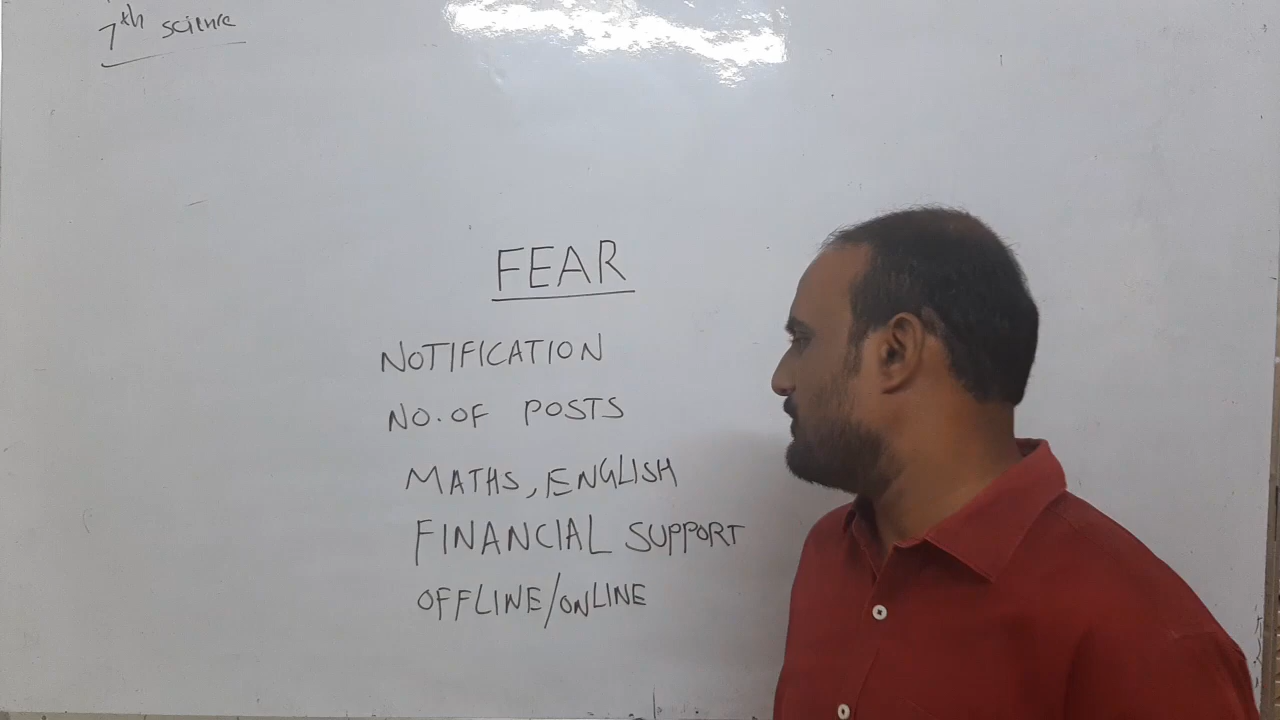 7th science
FEAR
NOTIFICATION
NO. OF POSTS
MATHS, ENGLISH
FINANCIAL SUPPORT
OFFLINE/ONLINE